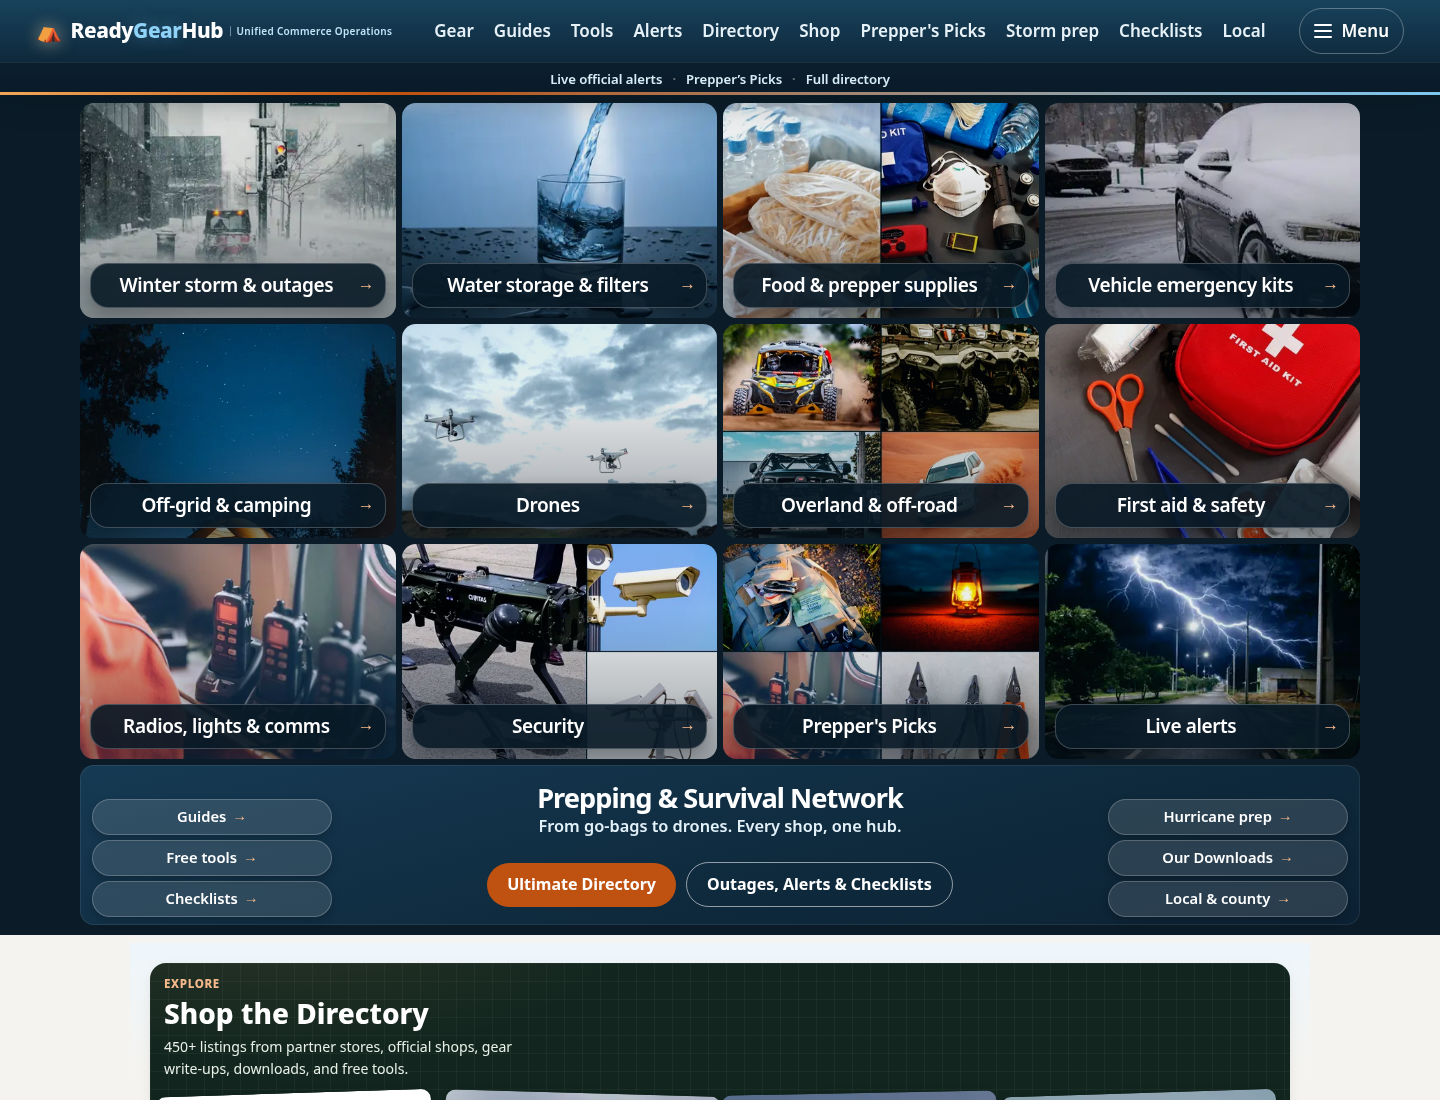 ReadyGearHub
Unified Commerce Operations
Gear
Guides
Tools
Alerts
Directory
Shop
Prepper's Picks
Storm prep
Checklists
Local
Menu
Live official alerts · Prepper's Picks · Full directory
D KIT
Winter storm & outages →
Water storage & filters →
Food & prepper supplies →
Vehicle emergency kits →
FIRST AID KIT
Off-grid & camping →
Drones →
Overland & off-road →
First aid & safety →
1
Radios, lights & comms →
Security →
Prepper's Picks →
Live alerts →
Prepping & Survival Network
From go-bags to drones. Every shop, one hub.
Guides →
Free tools →
Checklists →
Ultimate Directory
Outages, Alerts & Checklists
Hurricane prep →
Our Downloads →
Local & county →
EXPLORE
Shop the Directory
450+ listings from partner stores, official shops, gear
write-ups, downloads, and free tools.